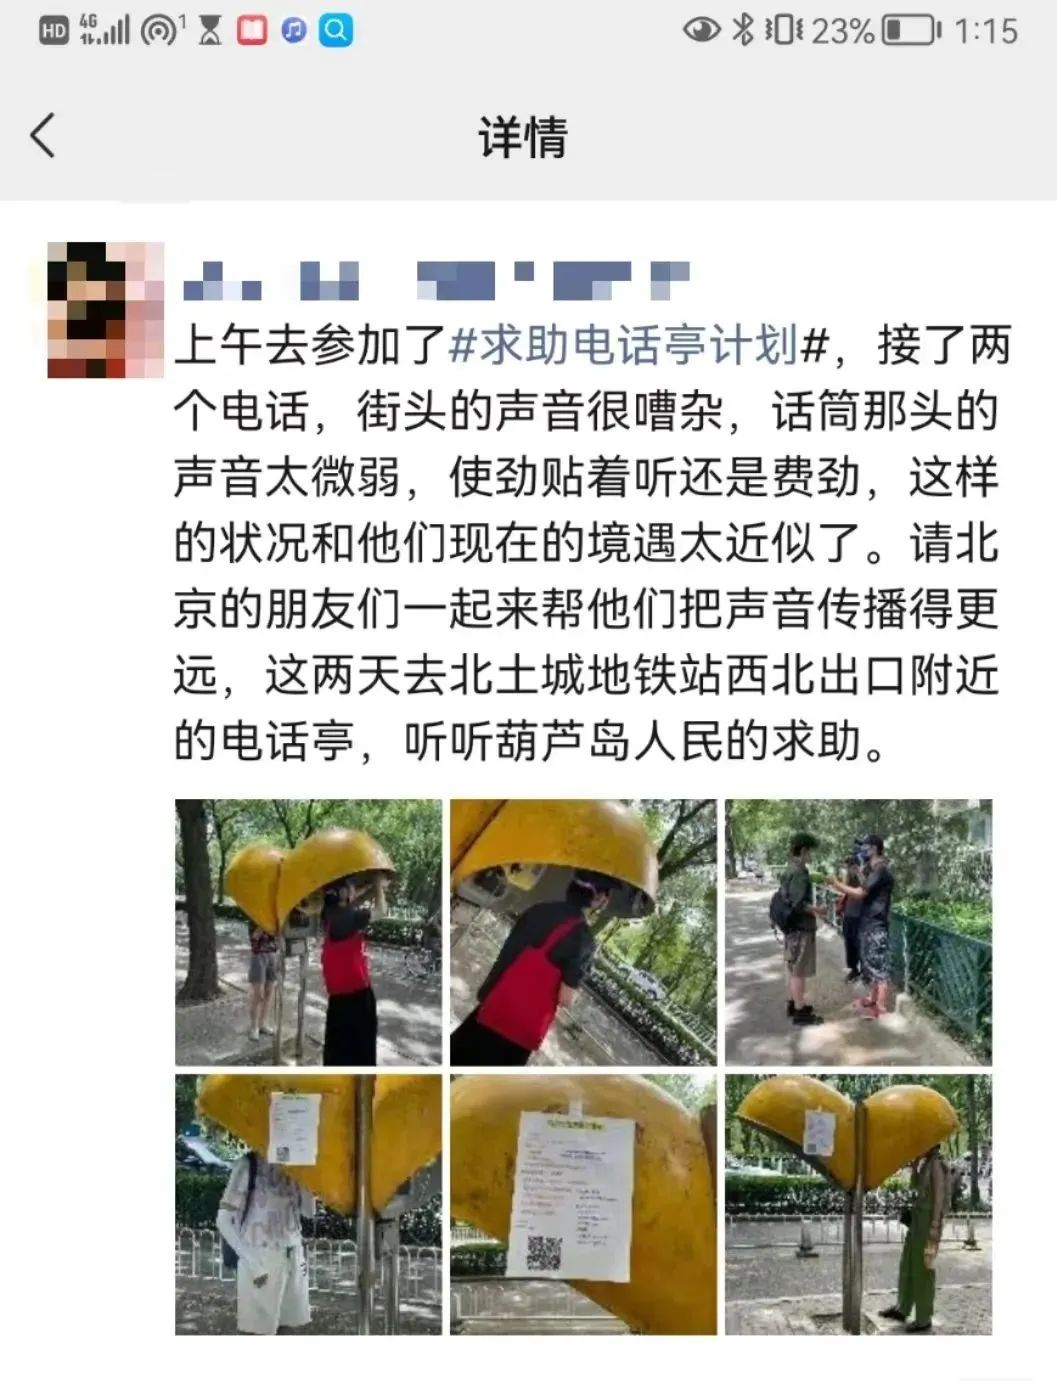 HD 4G 1 23% 1:15
详情
上午去参加了#求助电话亭计划#，接了两
个电话，街头的声音很嘈杂，话筒那头的
声音太微弱，使劲贴着听还是费劲，这样
的状况和他们现在的境遇太近似了。请北
京的朋友们一起来帮他们把声音传播得更
远，这两天去北土城地铁站西北出口附近
的电话亭，听听葫芦岛人民的求助。